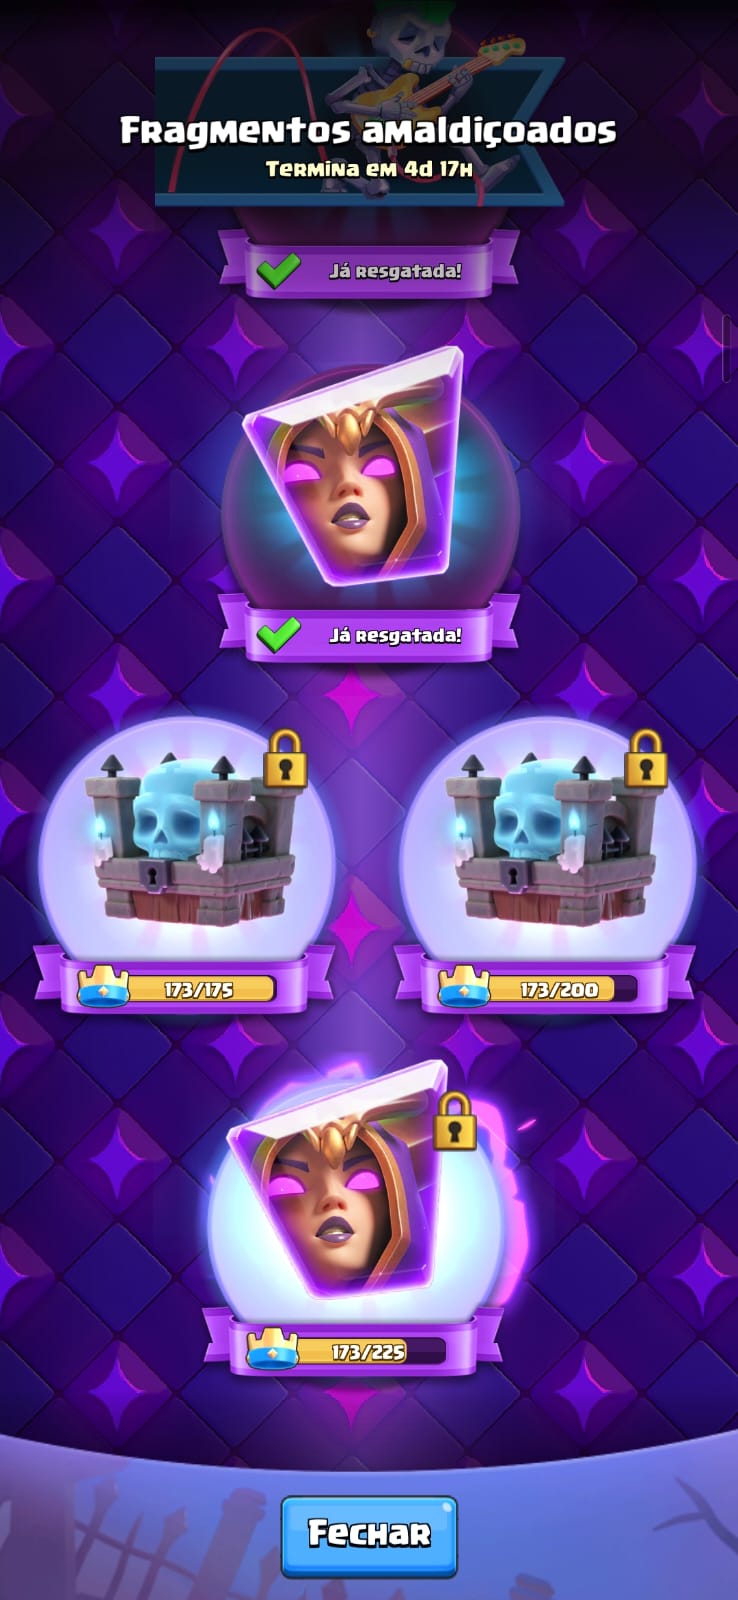 Fragmentos amaldiçoados
Termina em 4d 17h
Já resgatada!
Já resgatada!
173/175
173/200
173/225
Fechar